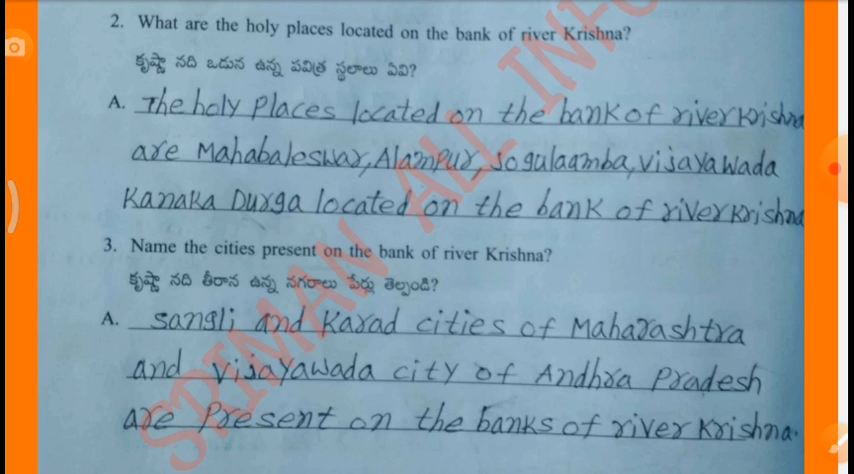 2. What are the holy places located on the bank of river Krishna?
కృష్ణా నది ఒడున ఉన్న పవిత్ర స్థలాలు ఏవి?
A. The holy Places located on the bank of river Krishna
are Mahabaleswar, Alampur, Jogulaamba, Vijayawada
Kanaka Durga located on the bank of river Krishna
3. Name the cities present on the bank of river Krishna?
కృష్ణా నది తీరాన ఉన్న నగరాలు పేర్లు తెల్పండి?
A. Sangli and Karad cities of Maharashtra
and Vijayawada city of Andhra Pradesh
are Present on the banks of river Krishna.
SRIMAN ALL INFO